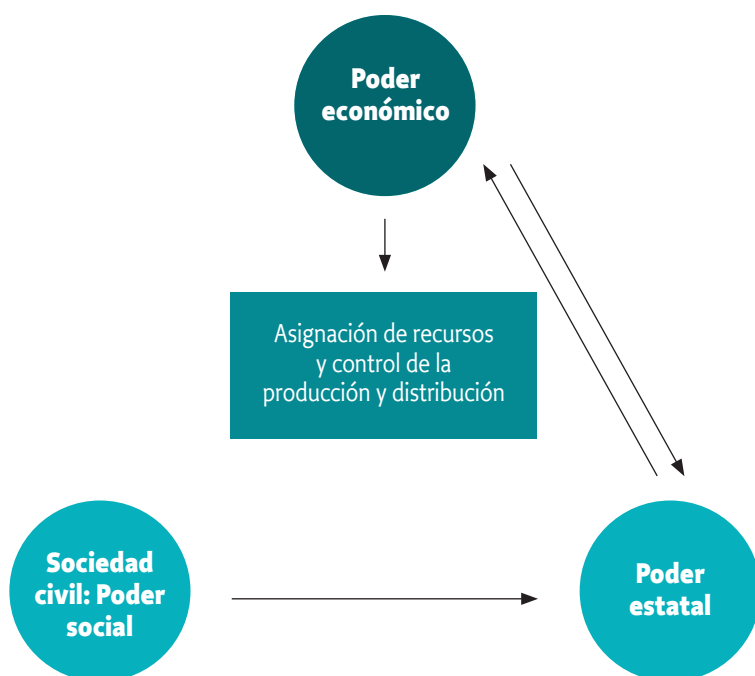 Poder
económico
Asignación de recursos
y control de la
producción y distribución
Sociedad
civil: Poder
social
Poder
estatal